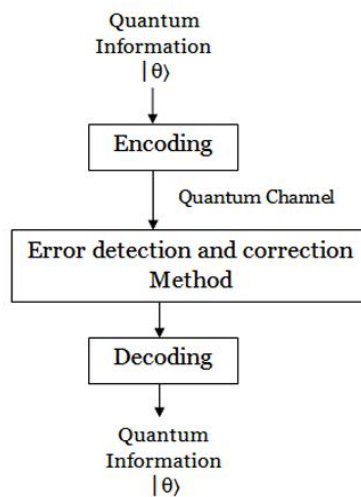 Quantum
Information
|θ⟩
Encoding
Quantum Channel
Error detection and correction
Method
Decoding
Quantum
Information
|θ⟩